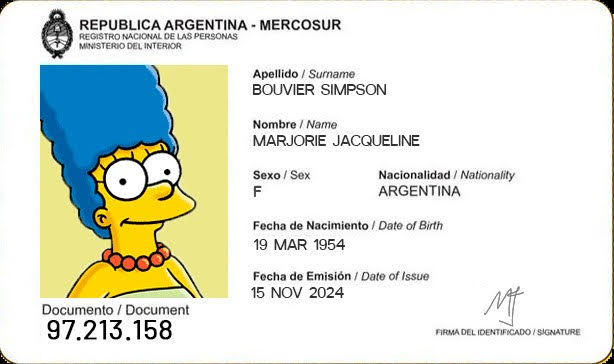 REPUBLICA ARGENTINA - MERCOSUR
REGISTRO NACIONAL DE LAS PERSONAS
MINISTERIO DEL INTERIOR
Apellido / Surname
BOUVIER SIMPSON
Nombre / Name
MARJORIE JACQUELINE
Sexo / Sex Nacionalidad / Nationality
F ARGENTINA
Fecha de Nacimiento / Date of Birth
19 MAR 1954
Fecha de Emisión / Date of Issue
15 NOV 2024
Documento / Document
97.213.158
FIRMA DEL IDENTIFICADO / SIGNATURE